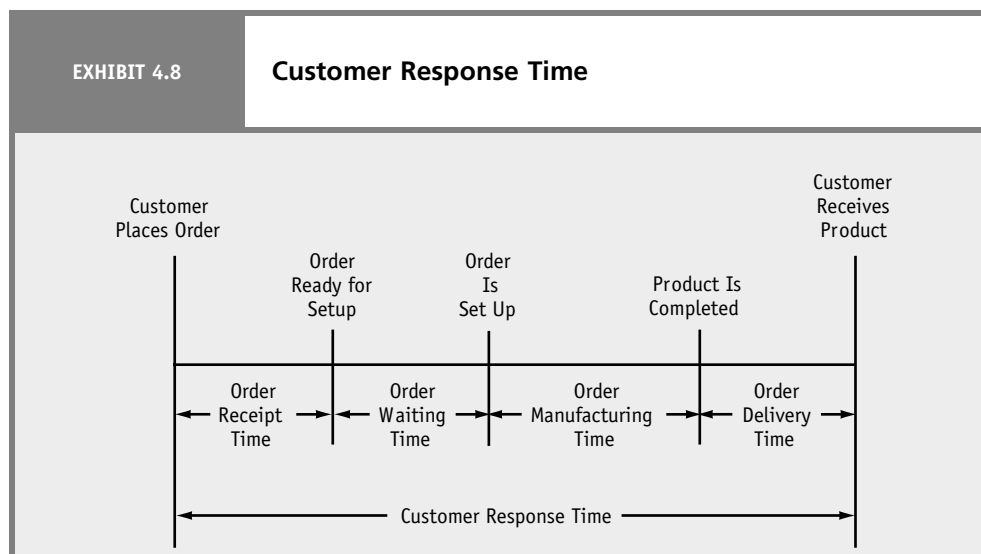 EXHIBIT 4.8
Customer Response Time
Customer
Places Order
Customer
Receives
Product
Order
Ready for
Setup
Order
Is
Set Up
Product Is
Completed
Order
Receipt
Time
Order
Waiting
Time
Order
Manufacturing
Time
Order
Delivery
Time
Customer Response Time